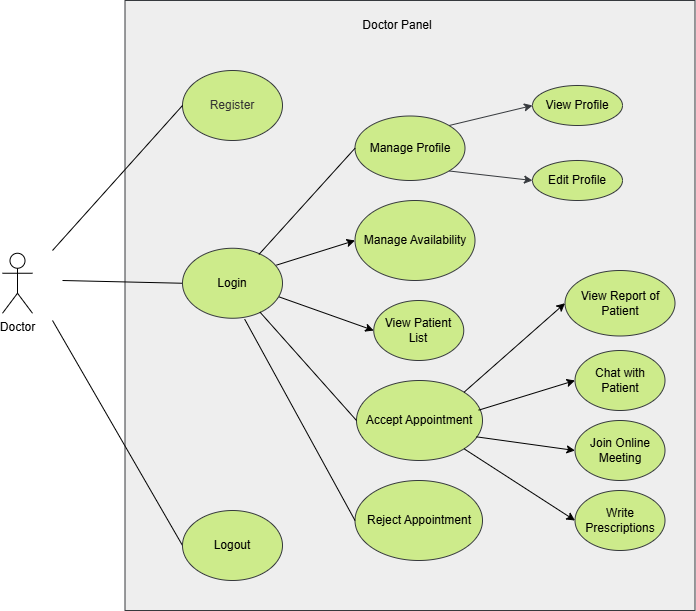 Doctor Panel
Register
View Profile
Manage Profile
Edit Profile
Manage Availability
Doctor
Login
View Report of
Patient
View Patient
List
Chat with
Patient
Accept Appointment
Join Online
Meeting
Reject Appointment
Write
Prescriptions
Logout